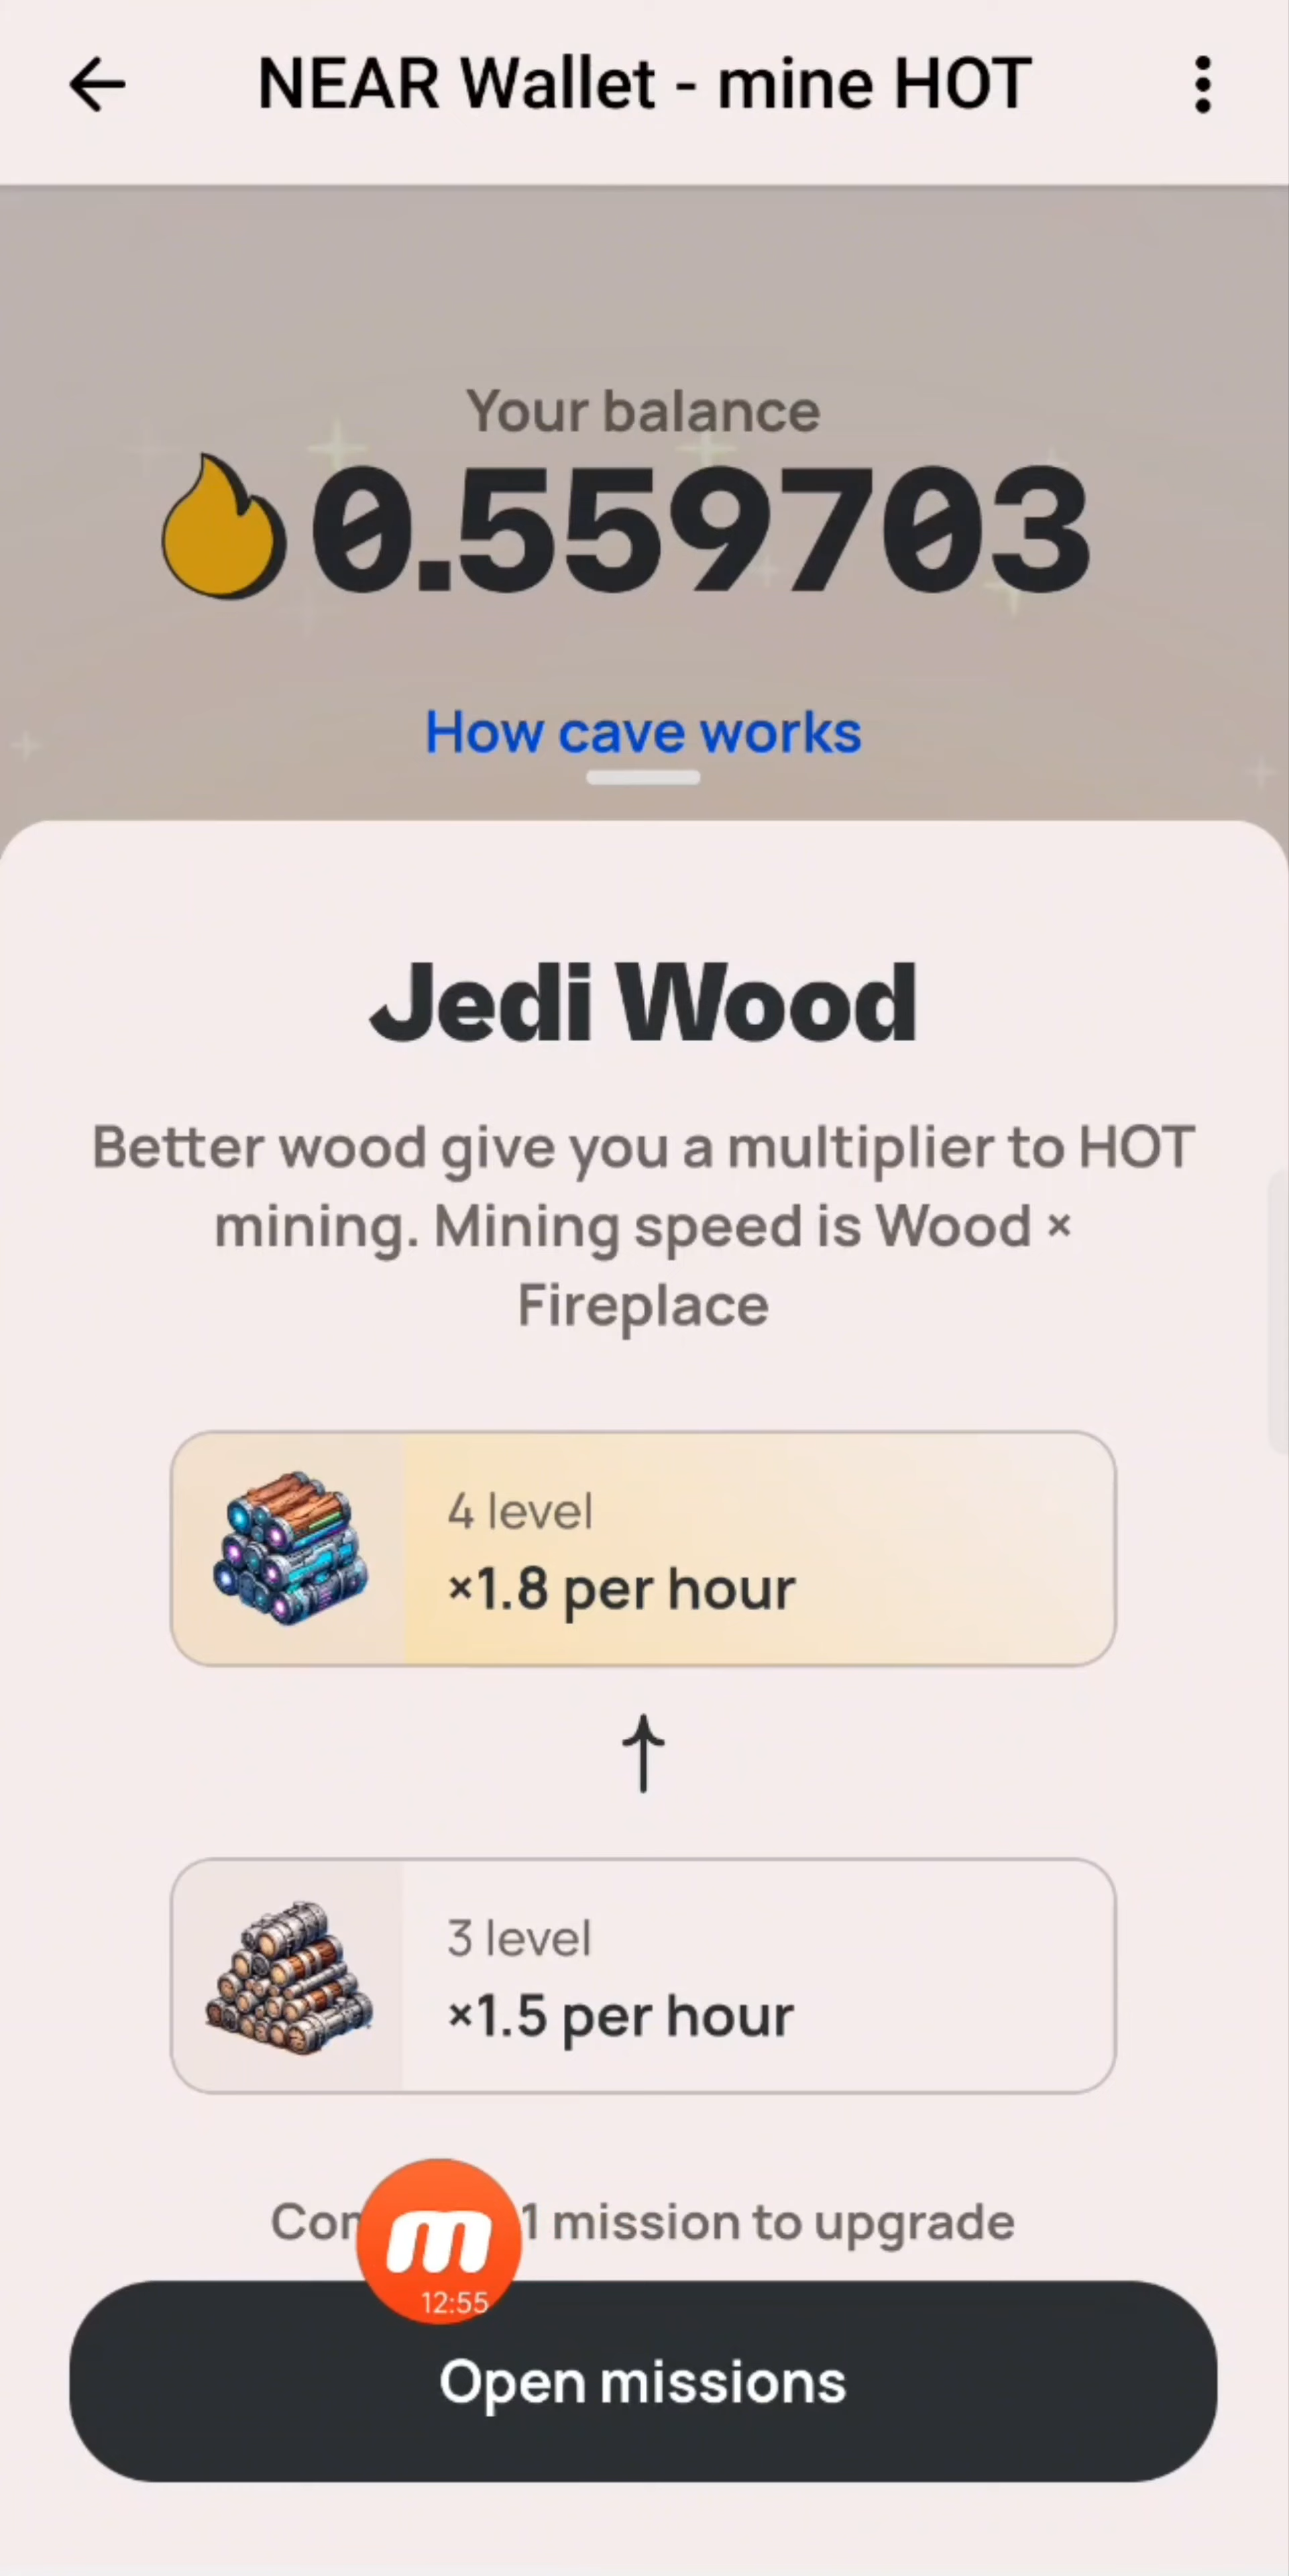 NEAR Wallet - mine HOT
Your balance
0.559703
How cave works
Jedi Wood
Better wood give you a multiplier to HOT
mining. Mining speed is Wood ×
Fireplace
4 level
×1.8 per hour
3 level
×1.5 per hour
1 mission to upgrade
m
12:55
Open missions